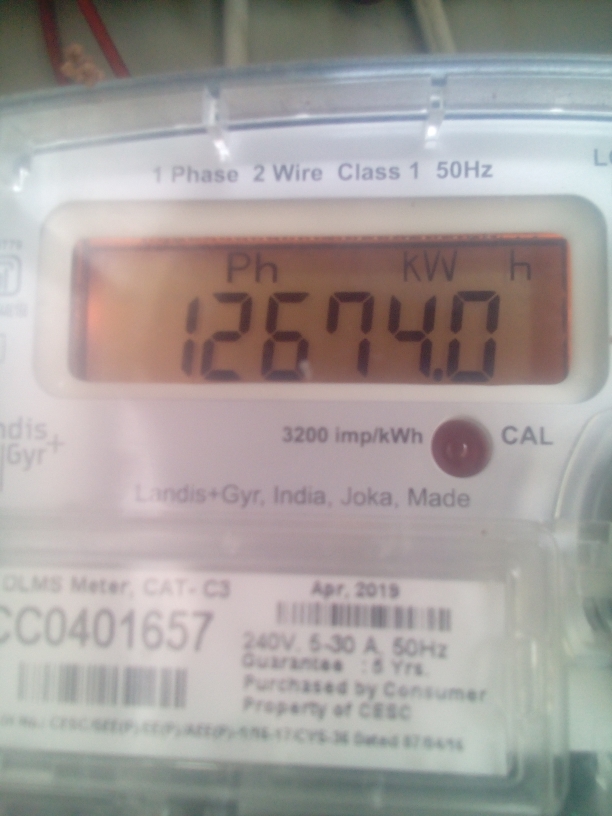 1 Phase 2 Wire Class 1 50Hz
Ph KW h
12674.0
3200 imp/kWh CAL
Landis+Gyr, India, Joka, Made
DLMS Meter, CAT- C3
CC0401657
Apr, 2019
240V, 5-30 A, 50Hz
Guarantee : 5 Yrs.
Purchased by Consumer
Property of CESC